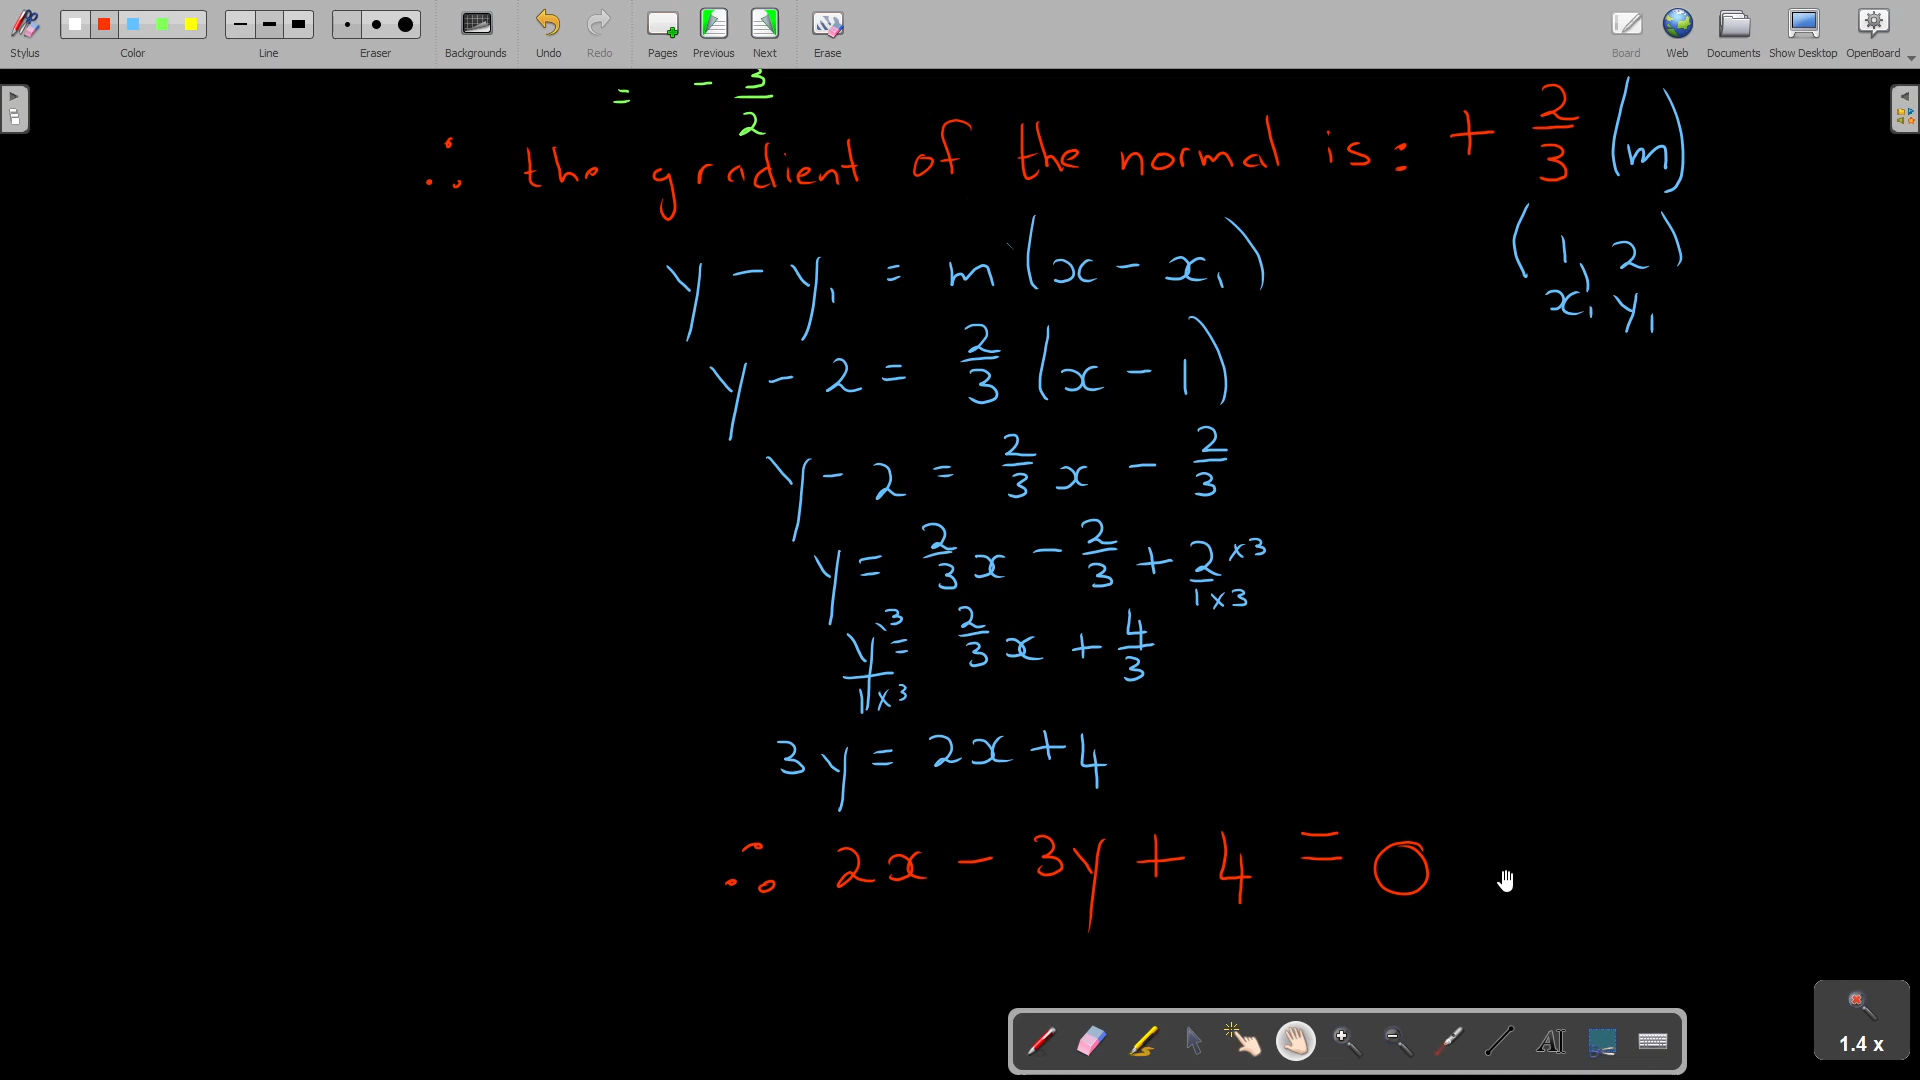 Stylus Color Line Eraser Backgrounds Undo Redo Pages Previous Next Erase Board Web Documents Show Desktop OpenBoard
= - 3/2
∴ the gradient of the normal is: + 2/3 (m)
(1, 2)
x₁ y₁
y - y₁ = m(x - x₁)
y - 2 = 2/3 (x - 1)
y - 2 = 2/3 x - 2/3
y = 2/3 x - 2/3 + 2×3/1×3
y×3/1×3 = 2/3 x + 4/3
3y = 2x + 4
∴ 2x - 3y + 4 = 0
AI
1.4 x